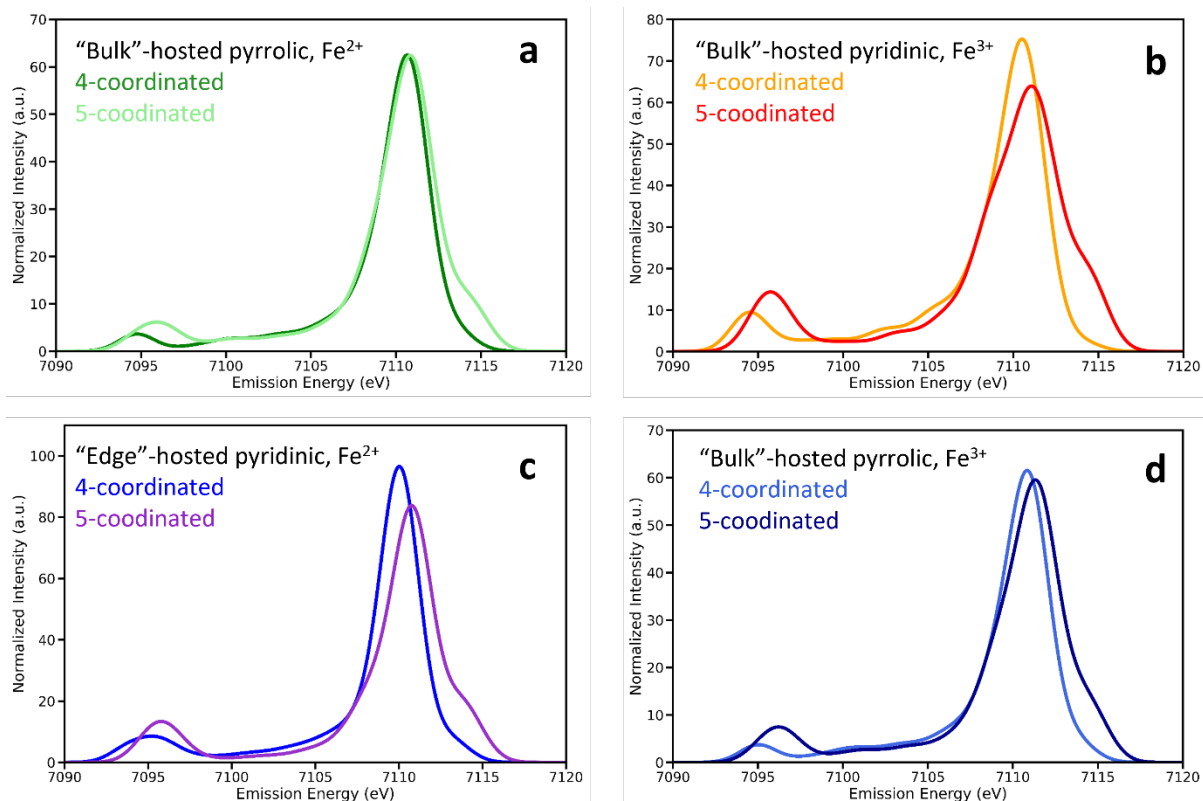 "Bulk"-hosted pyrrolic, Fe²⁺
4-coordinated
5-coodinated
a
Normalized Intensity (a.u.)
70
60
50
40
30
20
10
0
7090 7095 7100 7105 7110 7115 7120
Emission Energy (eV)
"Bulk"-hosted pyridinic, Fe³⁺
4-coordinated
5-coodinated
b
Normalized Intensity (a.u.)
80
70
60
50
40
30
20
10
0
7090 7095 7100 7105 7110 7115 7120
Emission Energy (eV)
"Edge"-hosted pyridinic, Fe²⁺
4-coordinated
5-coodinated
c
Normalized Intensity (a.u.)
100
80
60
40
20
0
7090 7095 7100 7105 7110 7115 7120
Emission Energy (eV)
"Bulk"-hosted pyrrolic, Fe³⁺
4-coordinated
5-coodinated
d
Normalized Intensity (a.u.)
70
60
50
40
30
20
10
0
7090 7095 7100 7105 7110 7115 7120
Emission Energy (eV)